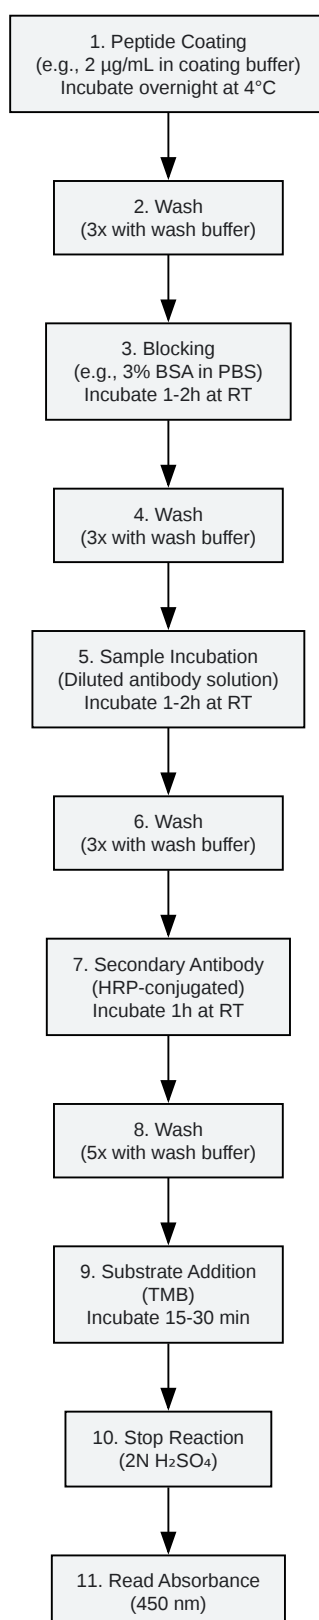 1. Peptide Coating
(e.g., 2 µg/mL in coating buffer)
Incubate overnight at 4°C
2. Wash
(3x with wash buffer)
3. Blocking
(e.g., 3% BSA in PBS)
Incubate 1-2h at RT
4. Wash
(3x with wash buffer)
5. Sample Incubation
(Diluted antibody solution)
Incubate 1-2h at RT
6. Wash
(3x with wash buffer)
7. Secondary Antibody
(HRP-conjugated)
Incubate 1h at RT
8. Wash
(5x with wash buffer)
9. Substrate Addition
(TMB)
Incubate 15-30 min
10. Stop Reaction
(2N H₂SO₄)
11. Read Absorbance
(450 nm)